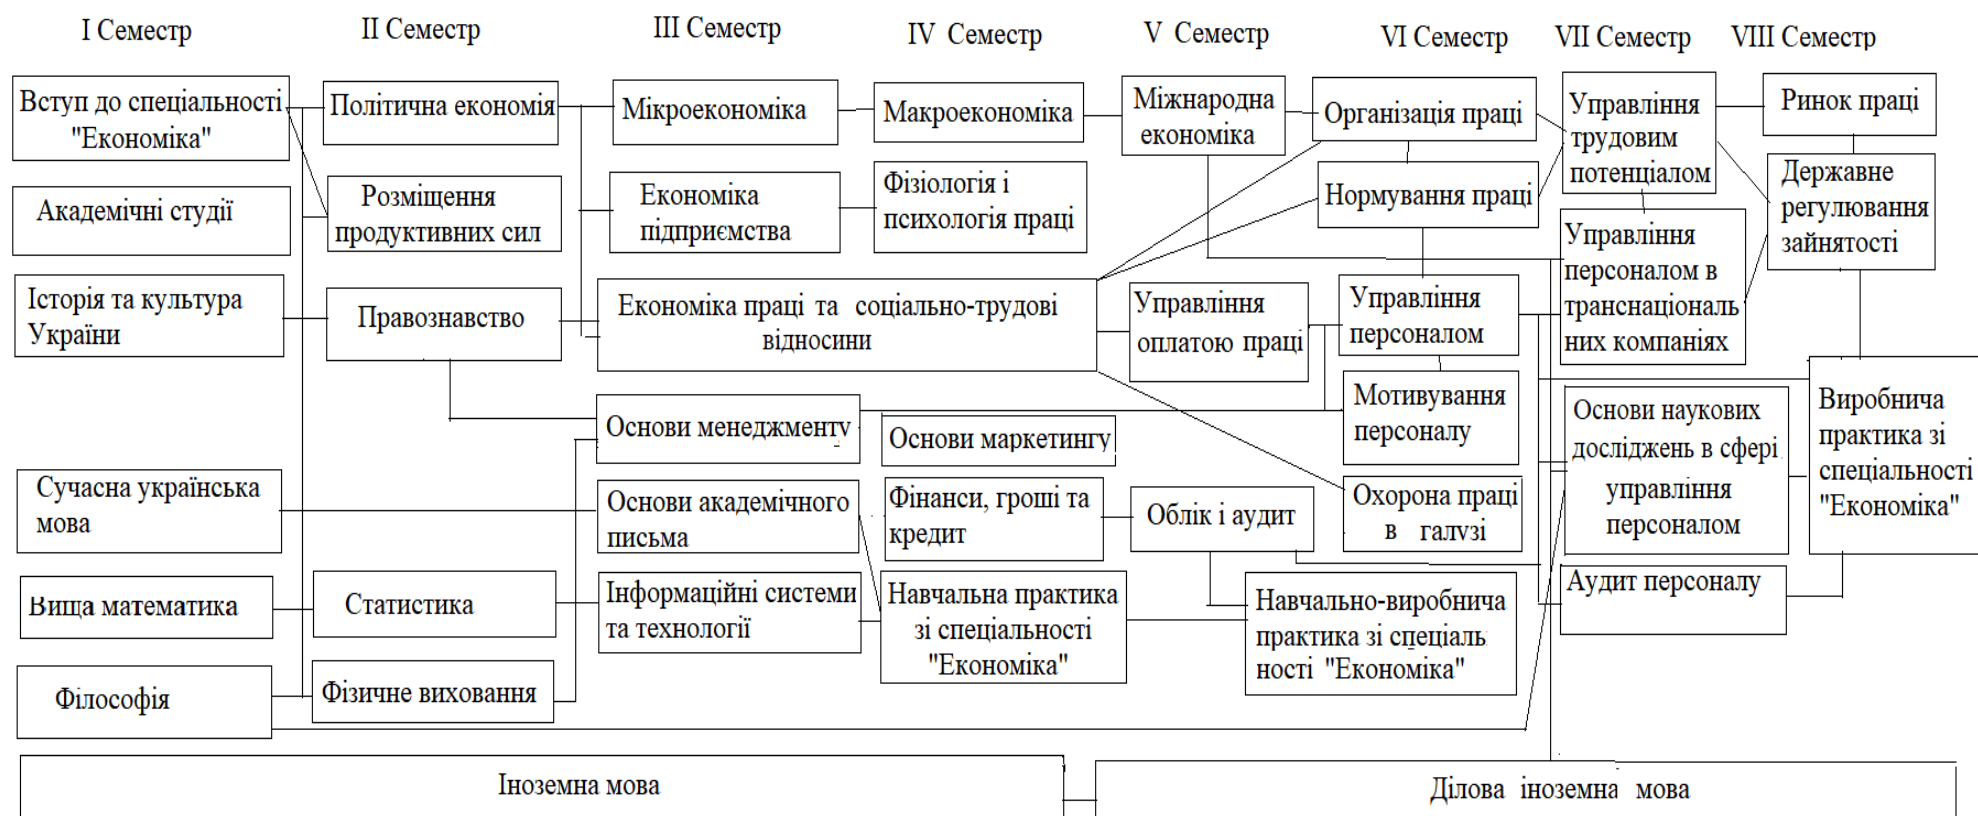 I Семестр
II Семестр
III Семестр
IV Семестр
V Семестр
VI Семестр
VII Семестр
VIII Семестр
Вступ до спеціальності
"Економіка"
Академічні студії
Історія та культура
України
Сучасна українська
мова
Вища математика
Філософія
Політична економія
Розміщення
продуктивних сил
Правознавство
Статистика
Фізичне виховання
Мікроекономіка
Економіка
підприємства
Економіка праці та соціально-трудові
відносини
Основи менеджменту
Основи академічного
письма
Інформаційні системи
та технології
Макроекономіка
Фізіологія і
психологія праці
Основи маркетингу
Фінанси, гроші та
кредит
Навчальна практика
зі спеціальності
"Економіка"
Міжнародна
економіка
Управління
оплатою праці
Облік і аудит
Організація праці
Нормування праці
Управління
персоналом
Мотивування
персоналу
Охорона праці
в галузі
Навчально-виробнича
практика зі спеціаль
ності "Економіка"
Управління
трудовим
потенціалом
Управління
персоналом в
транснаціональ
них компаніях
Основи наукових
досліджень в сфері
управління
персоналом
Аудит персоналу
Ринок праці
Державне
регулювання
зайнятості
Виробнича
практика зі
спеціальності
"Економіка"
Іноземна мова
Ділова іноземна мова